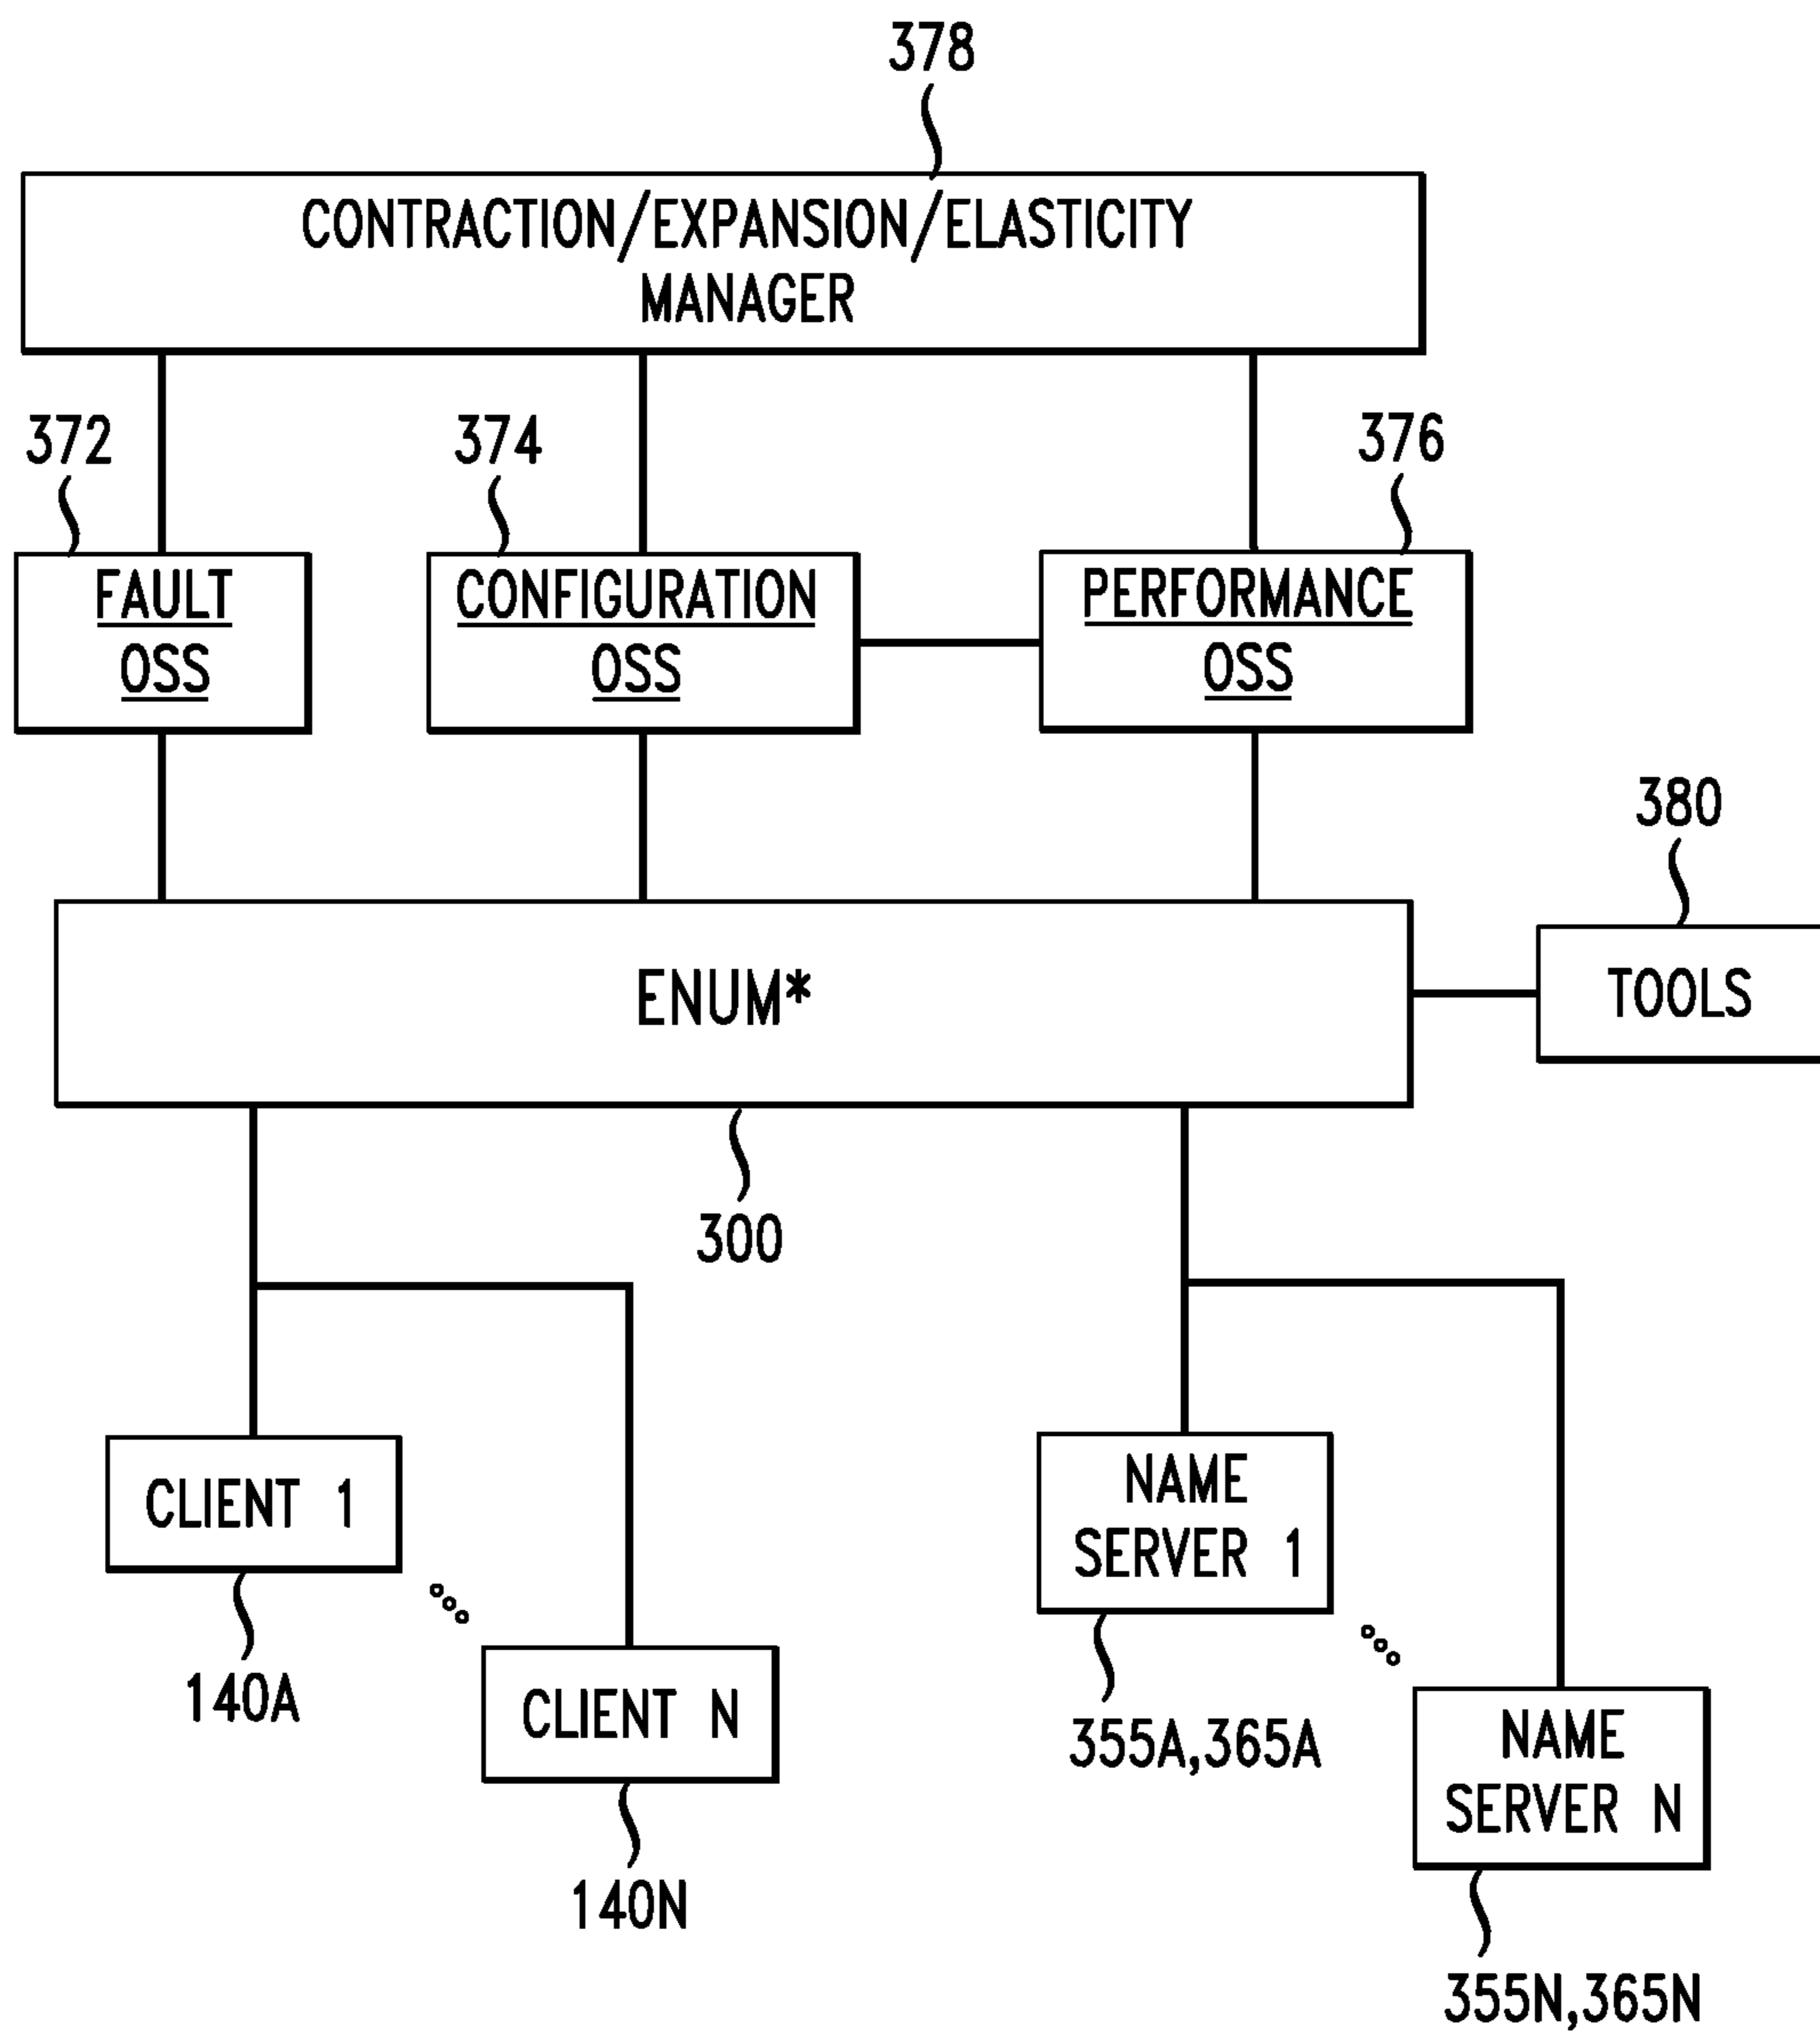 378
CONTRACTION/EXPANSION/ELASTICITY
MANAGER
372
374
376
FAULT
OSS
CONFIGURATION
OSS
PERFORMANCE
OSS
380
ENUM*
TOOLS
300
CLIENT 1
NAME
SERVER 1
140A
CLIENT N
355A,365A
NAME
SERVER N
140N
355N,365N